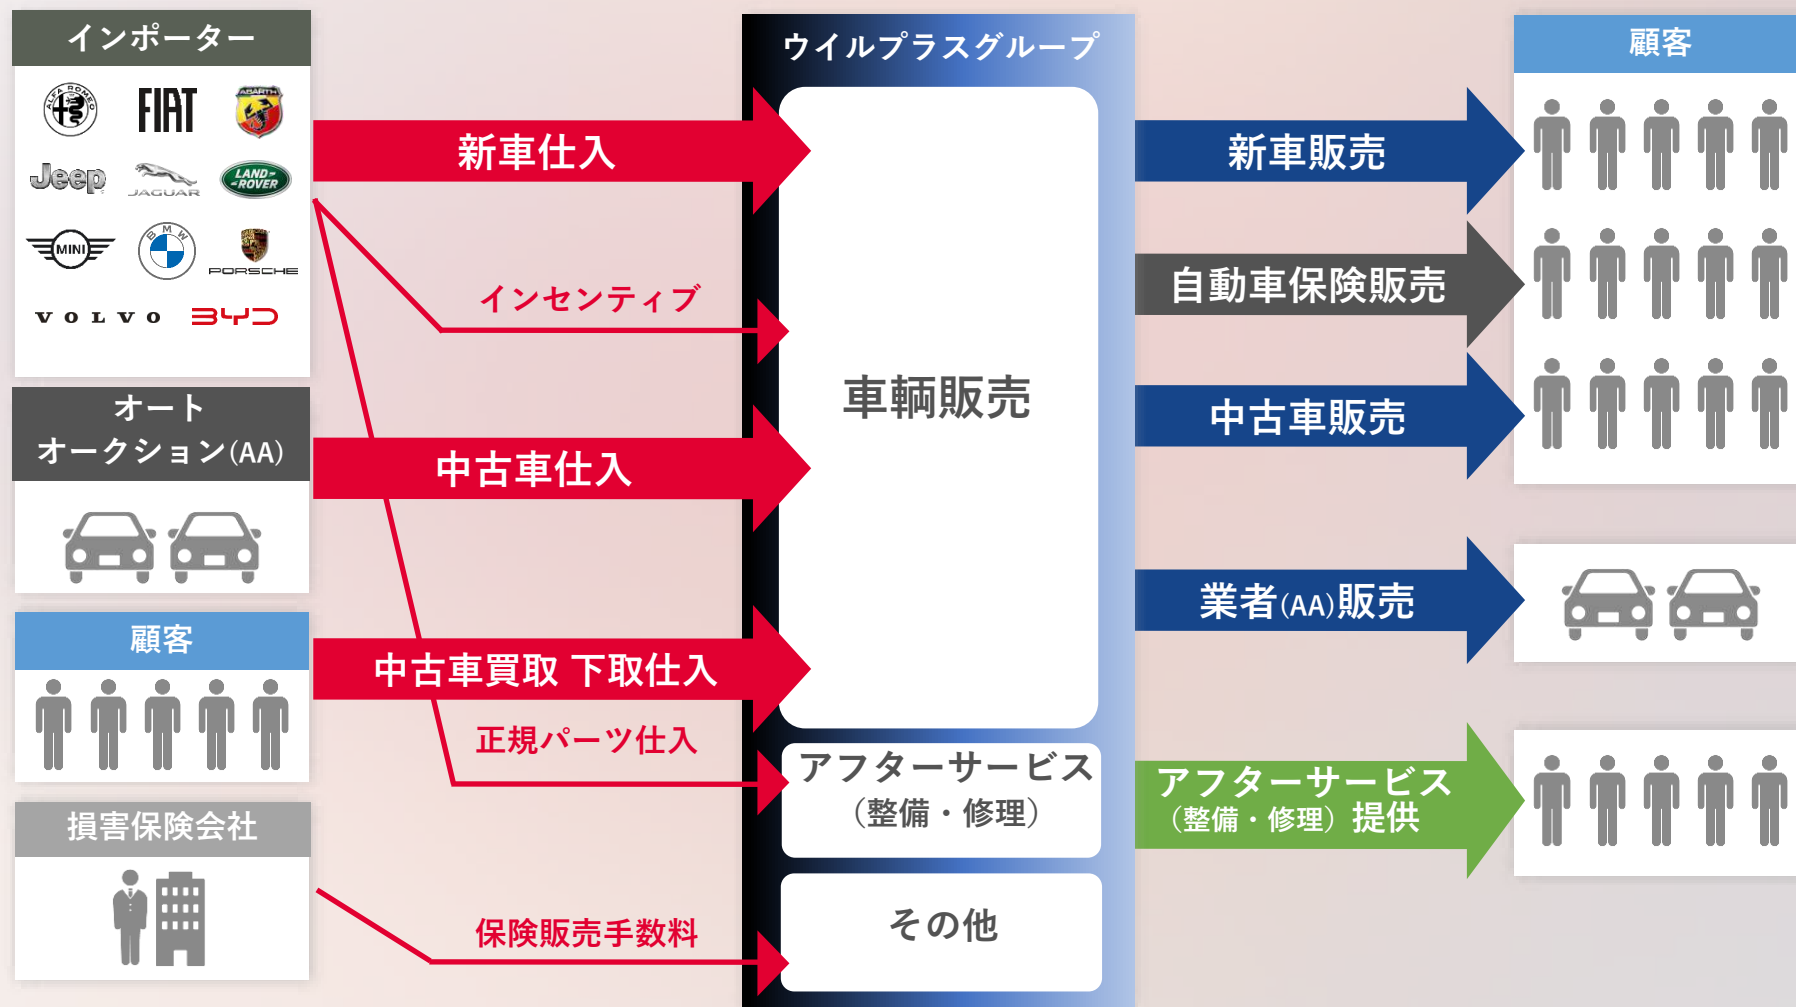 インポーター
ALFA ROMEO
FIAT
ABARTH
Jeep
JAGUAR
LAND-
-ROVER
MINI
BMW
PORSCHE
VOLVO
BYD
オート
オークション(AA)
顧客
損害保険会社
新車仕入
インセンティブ
中古車仕入
中古車買取 下取仕入
正規パーツ仕入
保険販売手数料
ウイルプラスグループ
車輌販売
アフターサービス
（整備・修理）
その他
新車販売
自動車保険販売
中古車販売
業者(AA)販売
アフターサービス
（整備・修理）提供
顧客